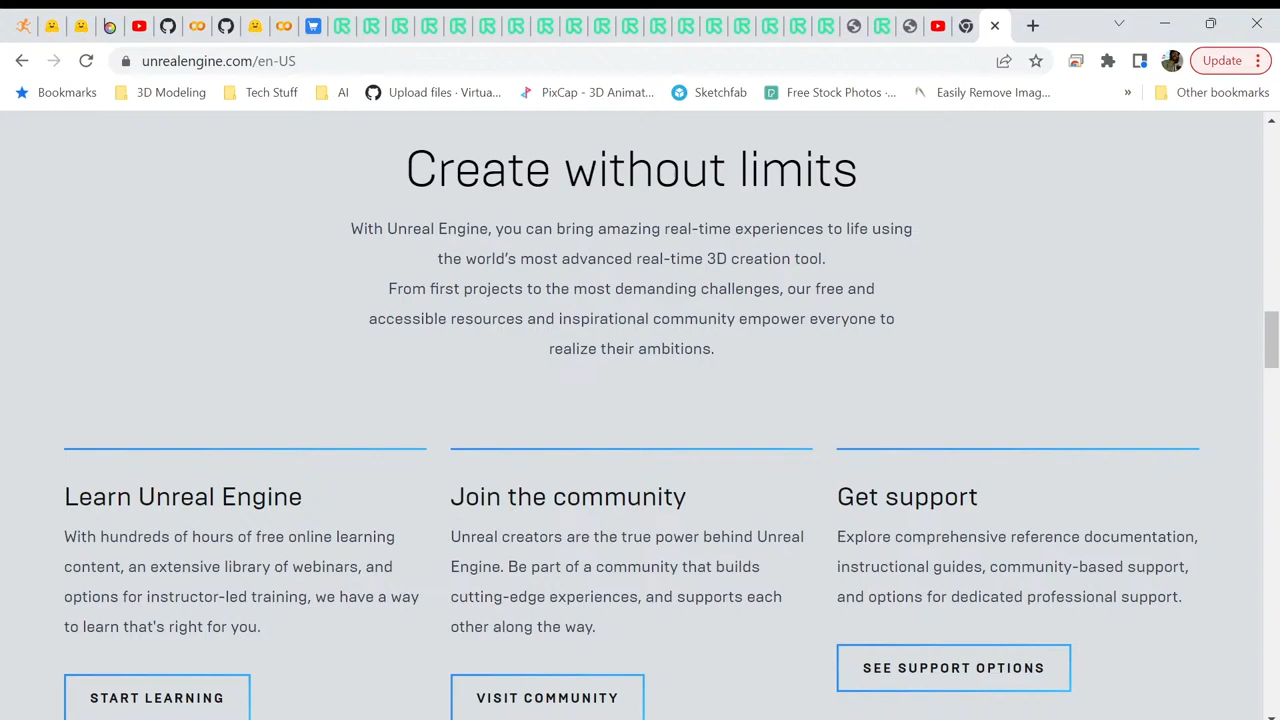 unrealengine.com/en-US
Update
Bookmarks
3D Modeling
Tech Stuff
AI
Upload files · Virtua...
PixCap - 3D Animat...
Sketchfab
Free Stock Photos ·...
Easily Remove Imag...
»
Other bookmarks
Create without limits
With Unreal Engine, you can bring amazing real-time experiences to life using
the world's most advanced real-time 3D creation tool.
From first projects to the most demanding challenges, our free and
accessible resources and inspirational community empower everyone to
realize their ambitions.
Learn Unreal Engine
With hundreds of hours of free online learning
content, an extensive library of webinars, and
options for instructor-led training, we have a way
to learn that's right for you.
START LEARNING
Join the community
Unreal creators are the true power behind Unreal
Engine. Be part of a community that builds
cutting-edge experiences, and supports each
other along the way.
VISIT COMMUNITY
Get support
Explore comprehensive reference documentation,
instructional guides, community-based support,
and options for dedicated professional support.
SEE SUPPORT OPTIONS